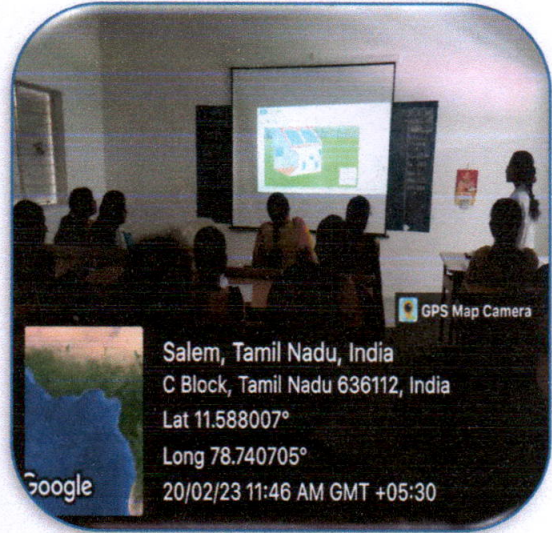 GPS Map Camera
Salem, Tamil Nadu, India
C Block, Tamil Nadu 636112, India
Lat 11.588007°
Long 78.740705°
20/02/23 11:46 AM GMT +05:30
Google